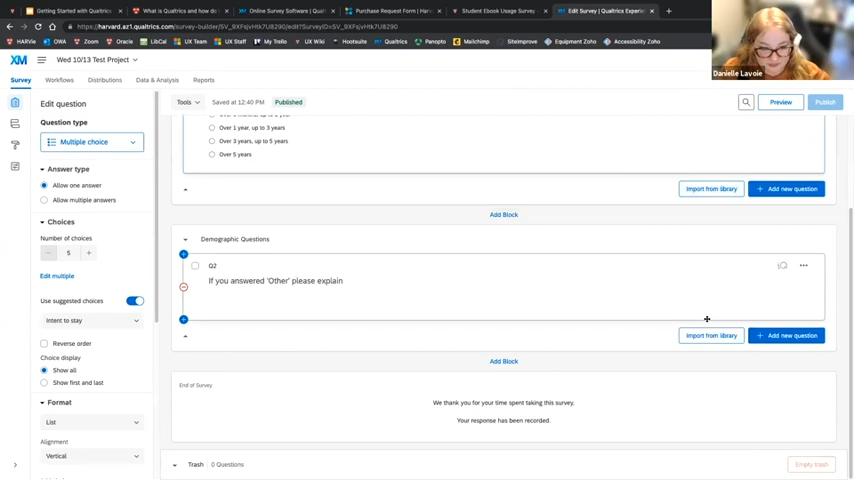 Getting Started with Qualtrics
What is Qualtrics and how do
Online Survey Software |
Purchase Request Form | Harv
Student Ebook Usage Survey
Edit Survey | Qualtrics Experien
harvard.az1.qualtrics.com/survey-builder/SV_9XFsjvHtk7U8290/edit?SurveyID=SV_9XFsjvHtk7U8290
HARVie
OWA
Zoom
Oracle
LibCal
UX Team
UX Staff
My Trello
UX Wiki
Hootsuite
Qualtrics
Panopto
Mailchimp
SiteImprove
Equipment Zoho
Accessibility Zoho
XM
Wed 10/13 Test Project
Danielle Lavoie
Survey
Workflows
Distributions
Data & Analysis
Reports
Edit question
Tools
Saved at 12:40 PM
Published
Preview
Publish
Question type
Multiple choice
Over 1 year, up to 3 years
Over 3 years, up to 5 years
Over 5 years
Answer type
Allow one answer
Allow multiple answers
Import from library
+ Add new question
Add Block
Choices
Number of choices
5
Edit multiple
Demographic Questions
Q2
If you answered 'Other' please explain
Use suggested choices
Intent to stay
Reverse order
Choice display
Show all
Show first and last
Import from library
+ Add new question
Add Block
End of Survey
We thank you for your time spent taking this survey.
Your response has been recorded.
Format
List
Alignment
Vertical
Trash
0 Questions
Empty trash